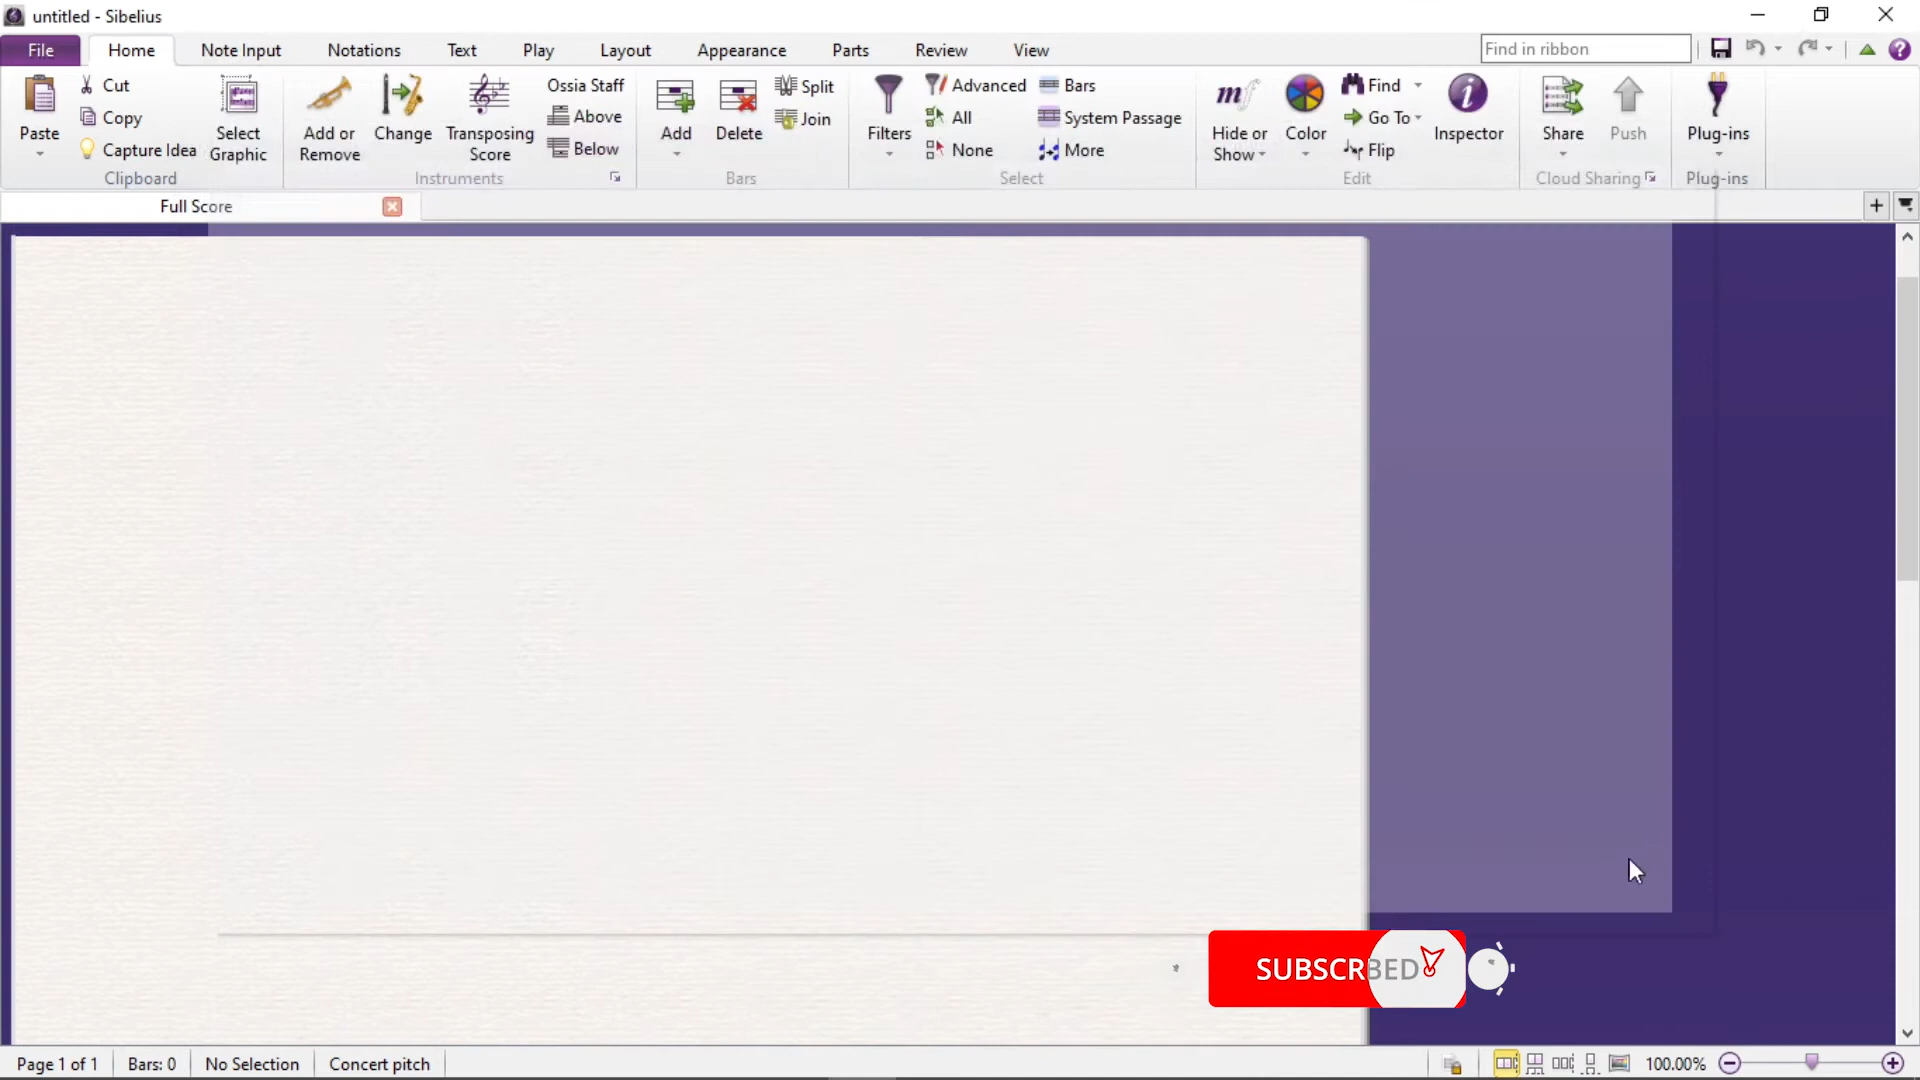 untitled - Sibelius
File Home Note Input Notations Text Play Layout Appearance Parts Review View Find in ribbon
Paste Cut Copy Capture Idea Select Graphic
Clipboard
Add or Remove Change Transposing Score Ossia Staff Above Below
Instruments
Add Delete Split Join
Bars
Filters Advanced All None Bars System Passage More
Select
Hide or Show Color Find Go To Flip Inspector
Edit
Share Push
Cloud Sharing
Plug-ins
Plug-ins
Full Score
SUBSCRBED
Page 1 of 1 Bars: 0 No Selection Concert pitch 100.00%